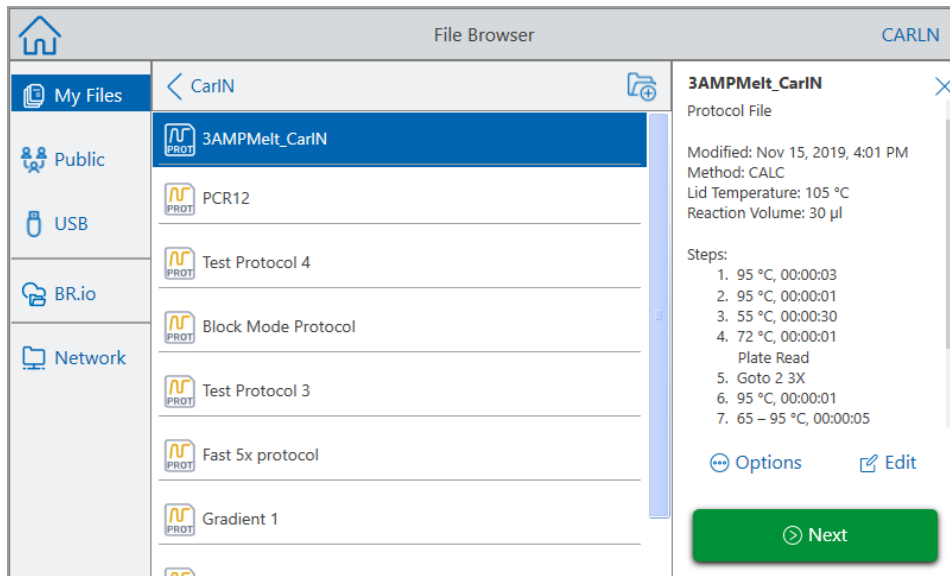 File Browser
CARLN
My Files
Public
USB
BR.io
Network
CarIN
PROT
3AMPMelt_CarIN
PROT
PCR12
PROT
Test Protocol 4
PROT
Block Mode Protocol
PROT
Test Protocol 3
PROT
Fast 5x protocol
PROT
Gradient 1
3AMPMelt_CarIN
Protocol File
Modified: Nov 15, 2019, 4:01 PM
Method: CALC
Lid Temperature: 105 °C
Reaction Volume: 30 µl
Steps:
1. 95 °C, 00:00:03
2. 95 °C, 00:00:01
3. 55 °C, 00:00:30
4. 72 °C, 00:00:01
Plate Read
5. Goto 2 3X
6. 95 °C, 00:00:01
7. 65 – 95 °C, 00:00:05
Options
Edit
Next